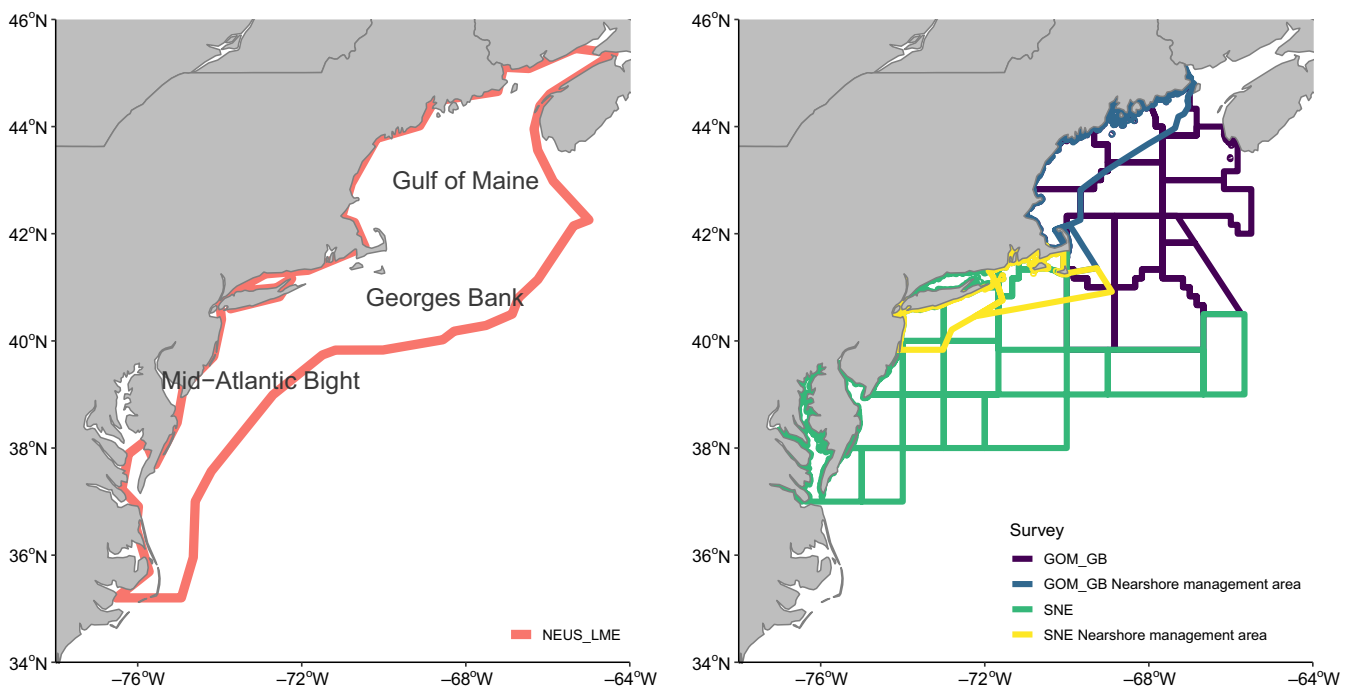 46°N
44°N
42°N
40°N
38°N
36°N
34°N
−76°W
−72°W
−68°W
−64°W
Gulf of Maine
Georges Bank
Mid−Atlantic Bight
NEUS_LME
46°N
44°N
42°N
40°N
38°N
36°N
34°N
−76°W
−72°W
−68°W
−64°W
Survey
GOM_GB
GOM_GB Nearshore management area
SNE
SNE Nearshore management area